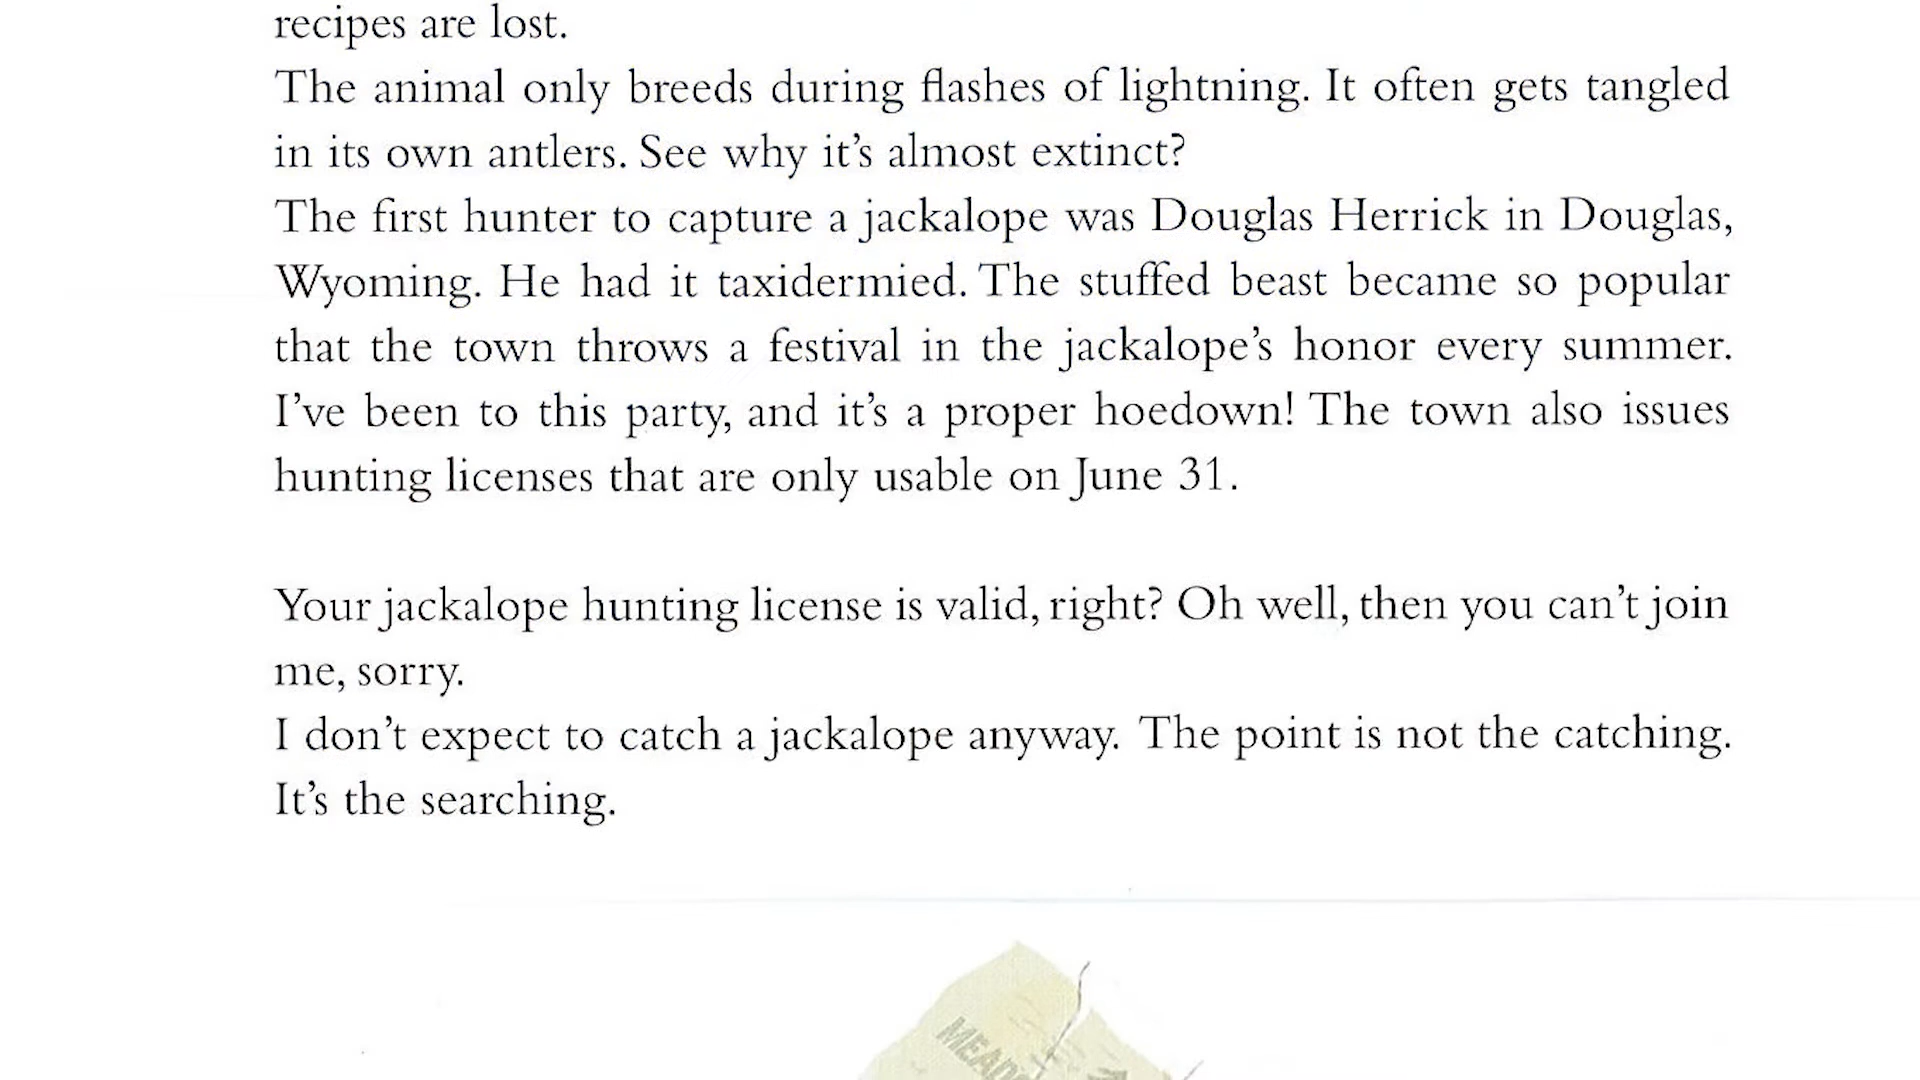 recipes are lost.
The animal only breeds during flashes of lightning. It often gets tangled
in its own antlers. See why it’s almost extinct?
The first hunter to capture a jackalope was Douglas Herrick in Douglas,
Wyoming. He had it taxidermied. The stuffed beast became so popular
that the town throws a festival in the jackalope’s honor every summer.
I’ve been to this party, and it’s a proper hoedown! The town also issues
hunting licenses that are only usable on June 31.
Your jackalope hunting license is valid, right? Oh well, then you can’t join
me, sorry.
I don’t expect to catch a jackalope anyway. The point is not the catching.
It’s the searching.